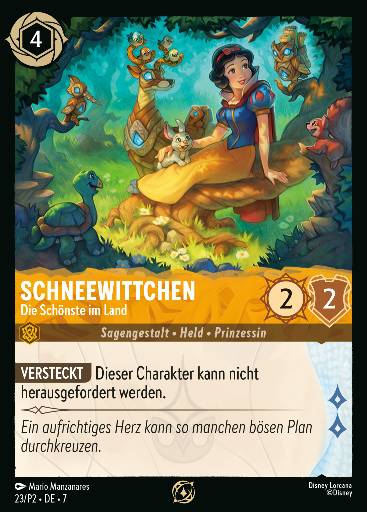 4
SCHNEEWITTCHEN
Die Schönste im Land
2
2
Sagengestalt • Held • Prinzessin
VERSTECKT Dieser Charakter kann nicht
herausgefordert werden.
Ein aufrichtiges Herz kann so manchen bösen Plan
durchkreuzen.
Mario Manzanares
Disney Lorcana
23/P2 • DE • 7
©Disney